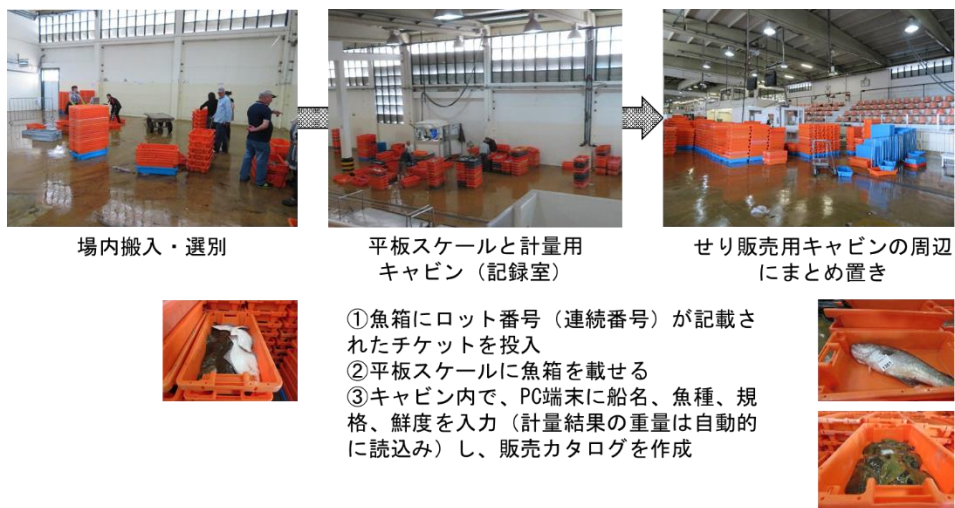 場内搬入・選別
平板スケールと計量用
キャビン（記録室）
せり販売用キャビンの周辺
にまとめ置き
①魚箱にロット番号（連続番号）が記載さ
れたチケットを投入
②平板スケールに魚箱を載せる
③キャビン内で、PC端末に船名、魚種、規
格、鮮度を入力（計量結果の重量は自動的
に読込み）し、販売カタログを作成